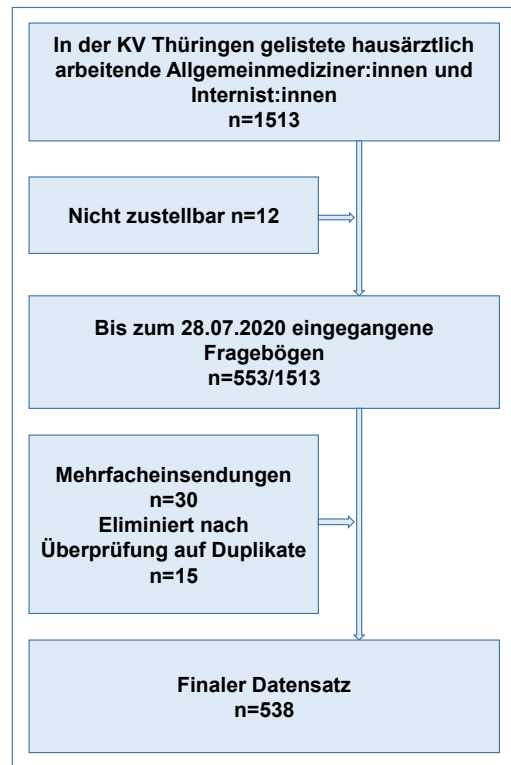 In der KV Thüringen gelistete hausärztlich
arbeitende Allgemeinmediziner:innen und
Internist:innen
n=1513
Nicht zustellbar n=12
Bis zum 28.07.2020 eingegangene
Fragebögen
n=553/1513
Mehrfacheinsendungen
n=30
Eliminiert nach
Überprüfung auf Duplikate
n=15
Finaler Datensatz
n=538